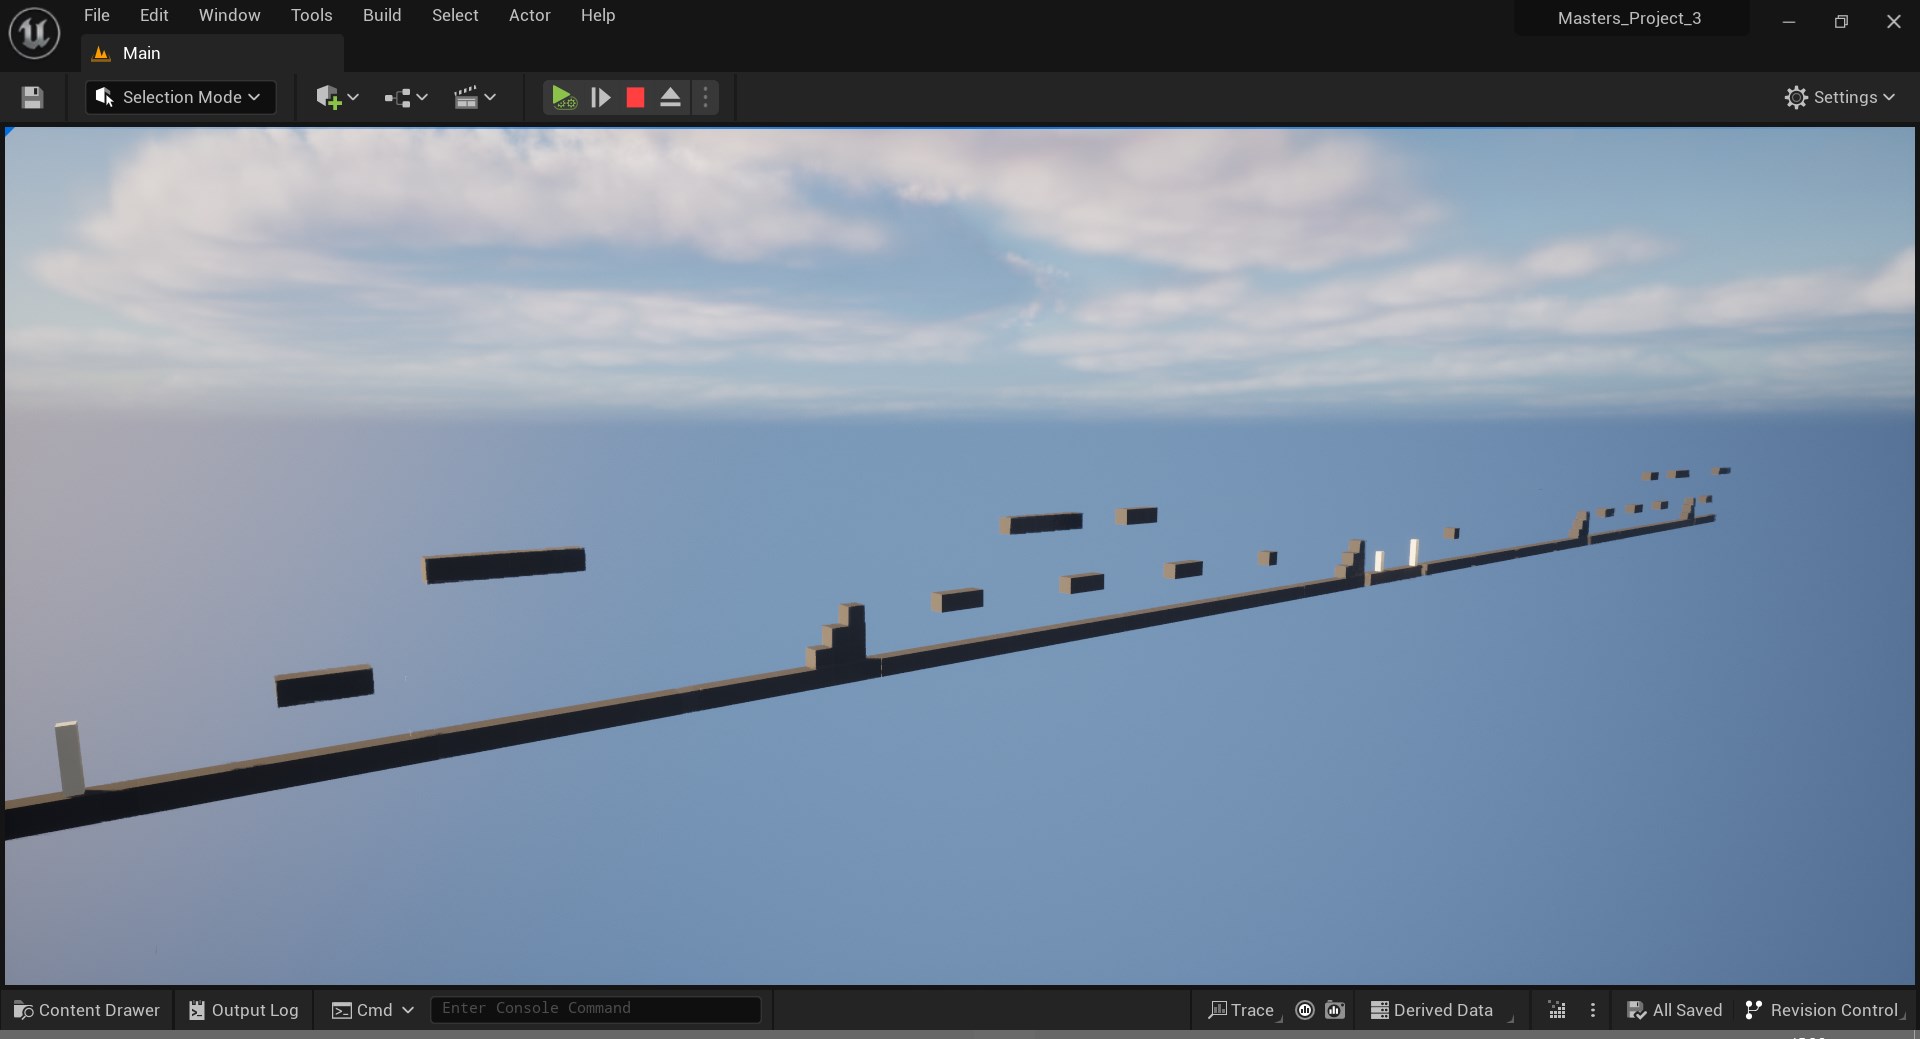 File Edit Window Tools Build Select Actor Help
Masters_Project_3
Main
Selection Mode
Settings
Content Drawer
Output Log
Cmd
Enter Console Command
Trace
Derived Data
All Saved
Revision Control